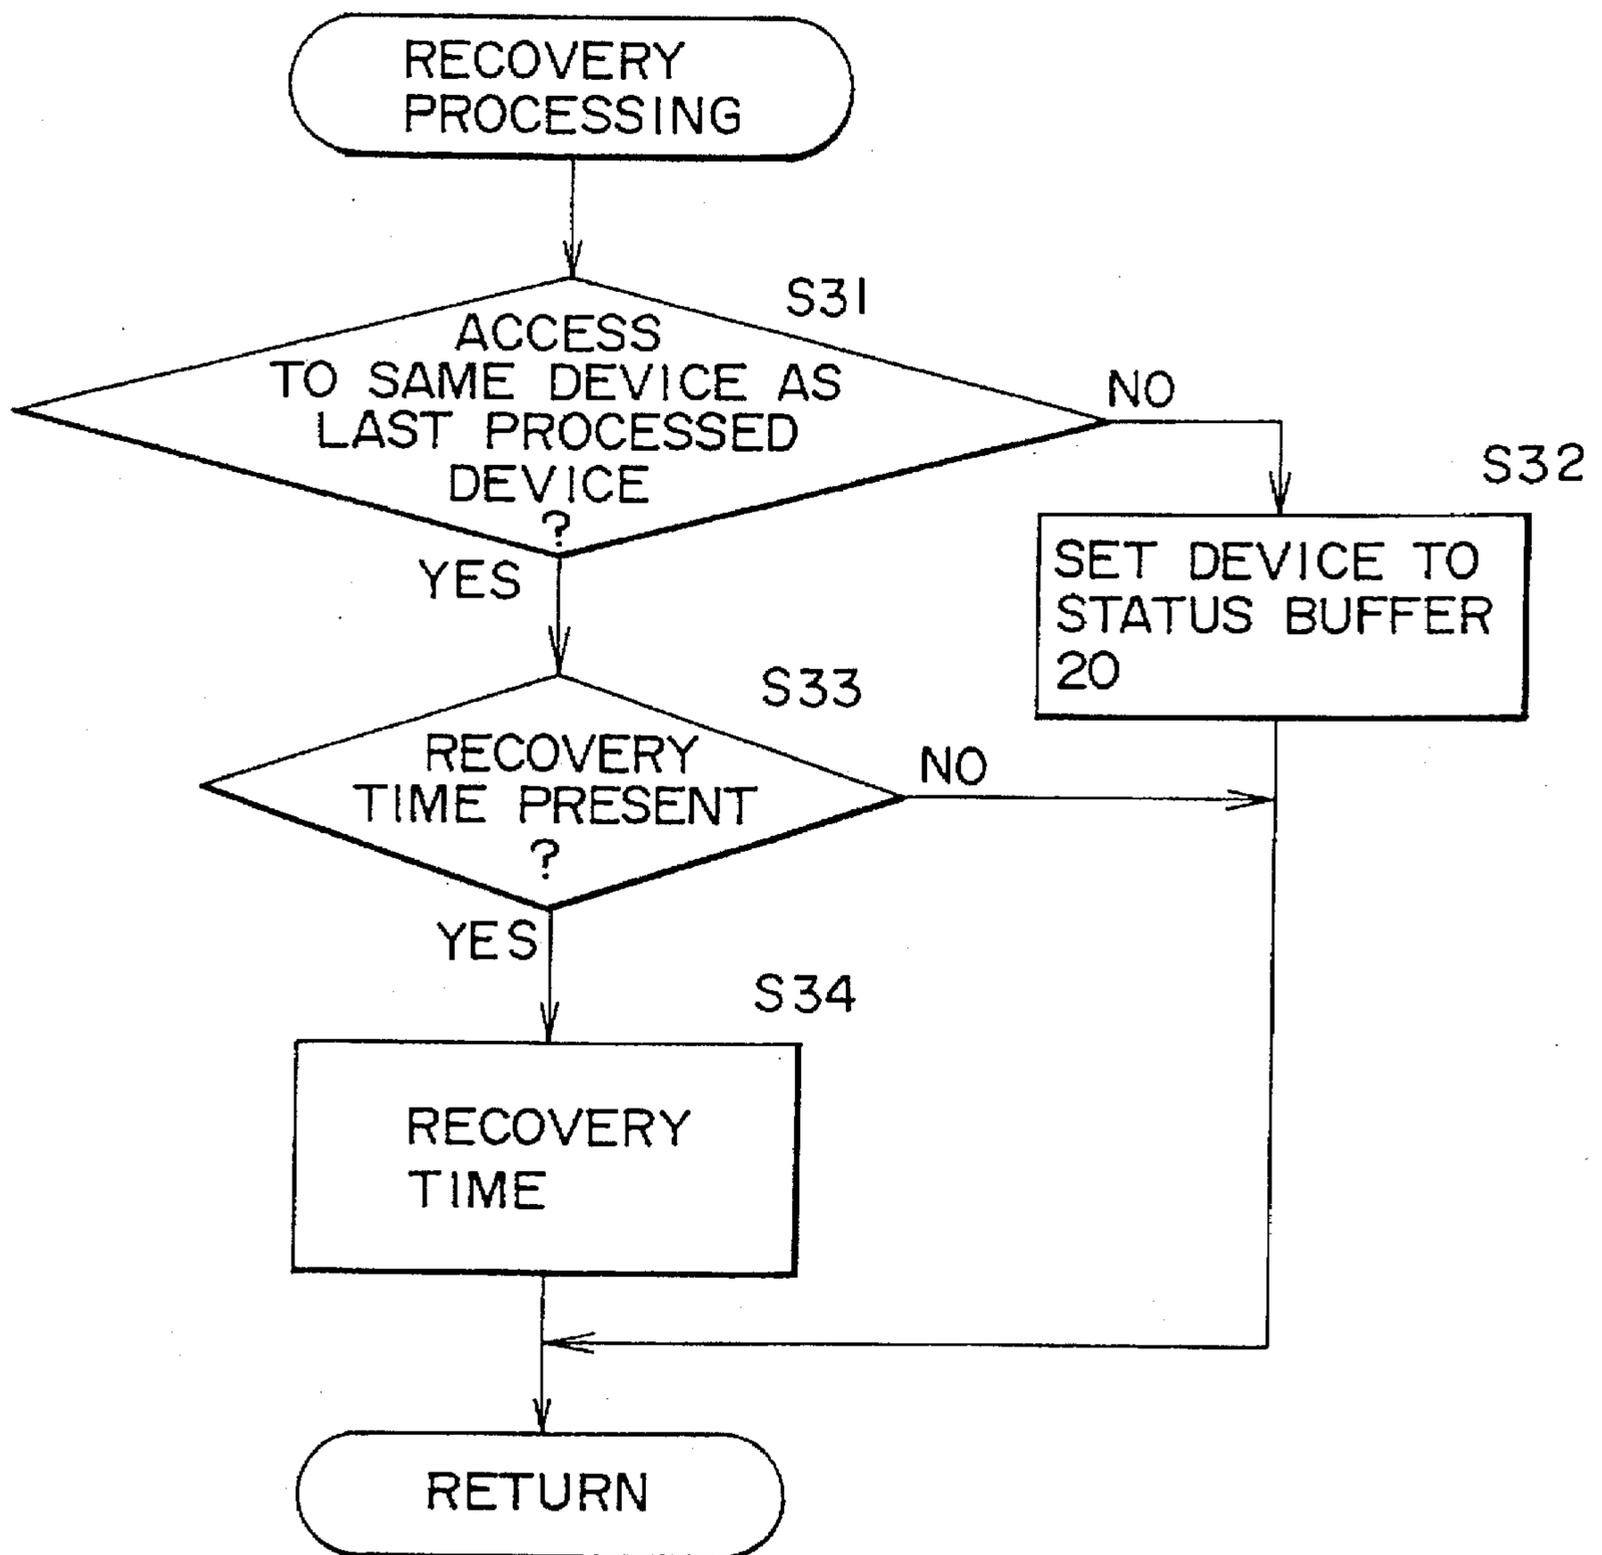 RECOVERY
PROCESSING
S31
ACCESS
TO SAME DEVICE AS
LAST PROCESSED
DEVICE
?
NO
YES
S32
SET DEVICE TO
STATUS BUFFER
20
S33
RECOVERY
TIME PRESENT
?
NO
YES
S34
RECOVERY
TIME
RETURN